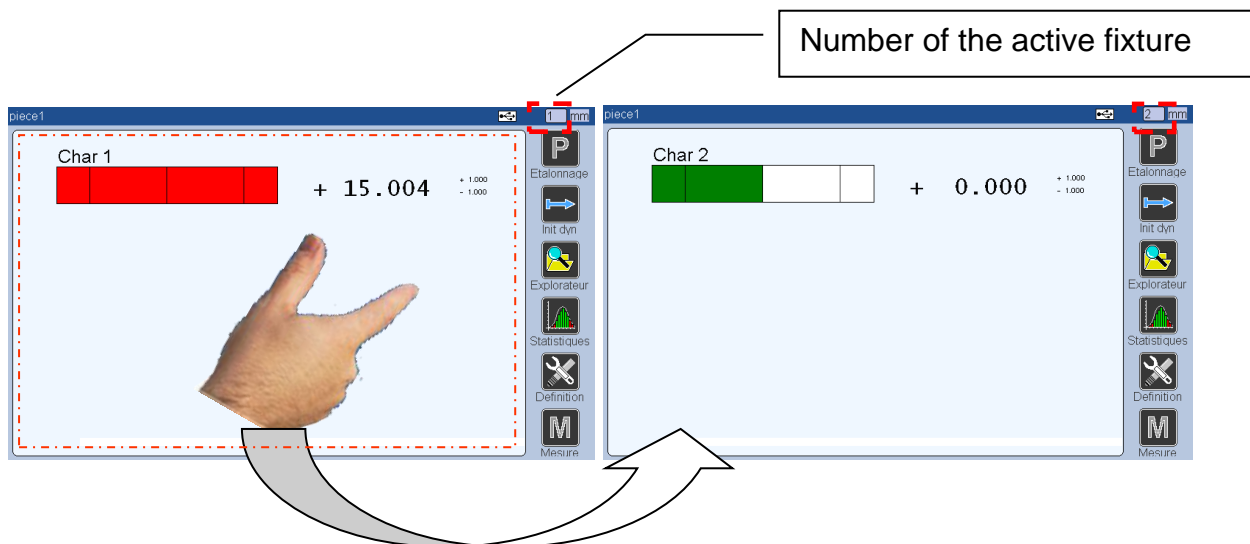 Number of the active fixture
piece1
1 mm
Char 1
+ 15.004
+ 1.000
- 1.000
P
Etalonnage
Init dyn
Explorateur
Statistiques
Definition
M
Mesure
piece1
2 mm
Char 2
+ 0.000
+ 1.000
- 1.000
P
Etalonnage
Init dyn
Explorateur
Statistiques
Definition
M
Mesure